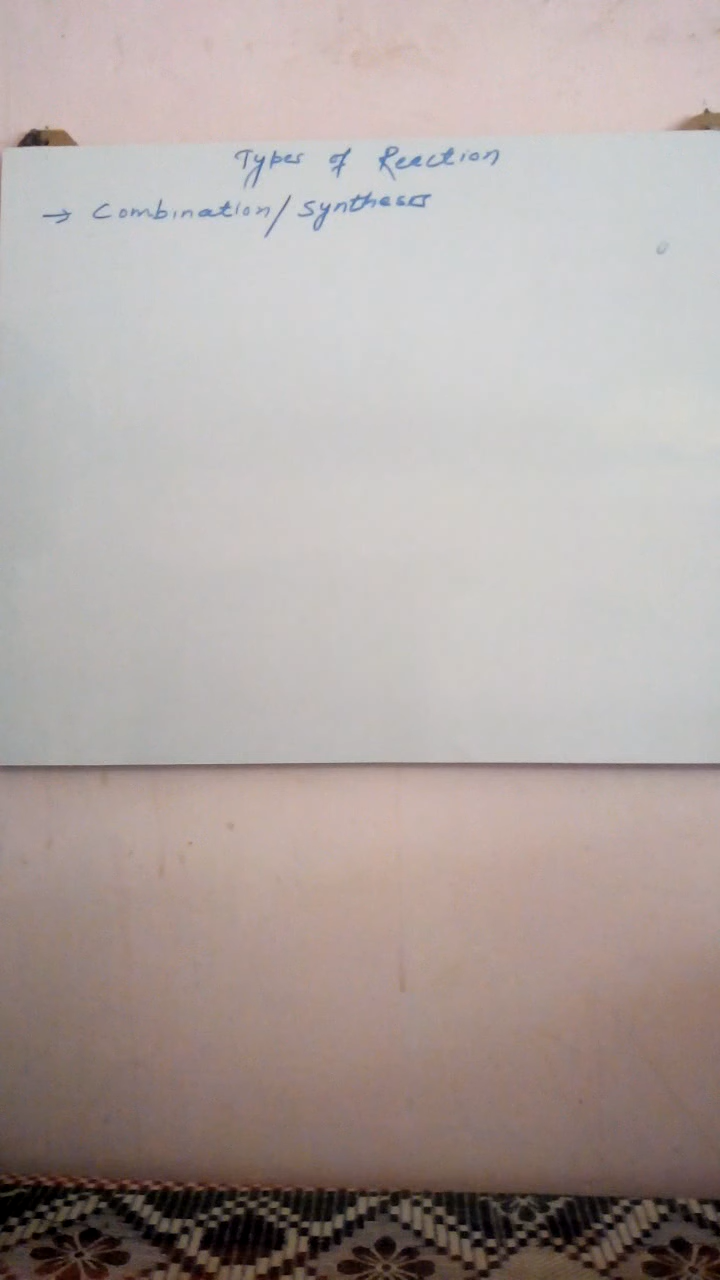 Types of Reaction
→ Combination/Synthesis